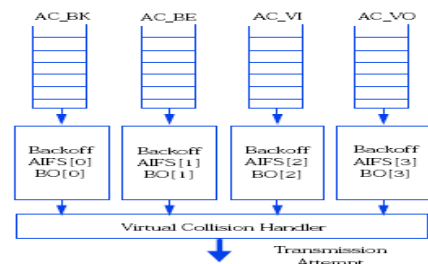 AC_BK AC_BE AC_VI AC_VO
Backoff Backoff Backoff Backoff
AIFS[0] AIFS[1] AIFS[2] AIFS[3]
BO[0] BO[1] BO[2] BO[3]
Virtual Collision Handler
Transmission
Attempt